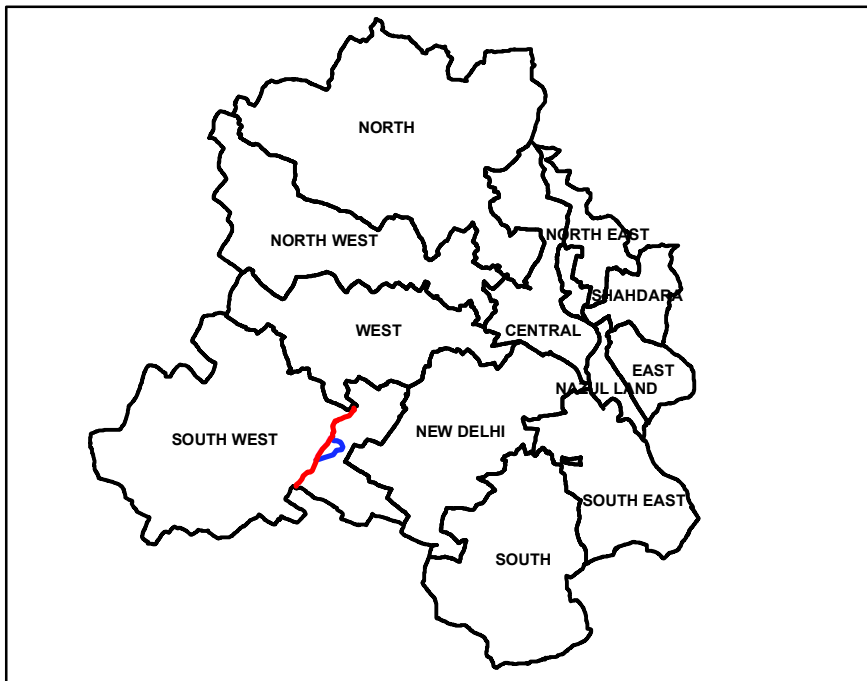 NORTH
NORTH WEST
NORTH EAST
SHAHDARA
WEST
CENTRAL
EAST
NAZUL LAND
SOUTH WEST
NEW DELHI
SOUTH EAST
SOUTH